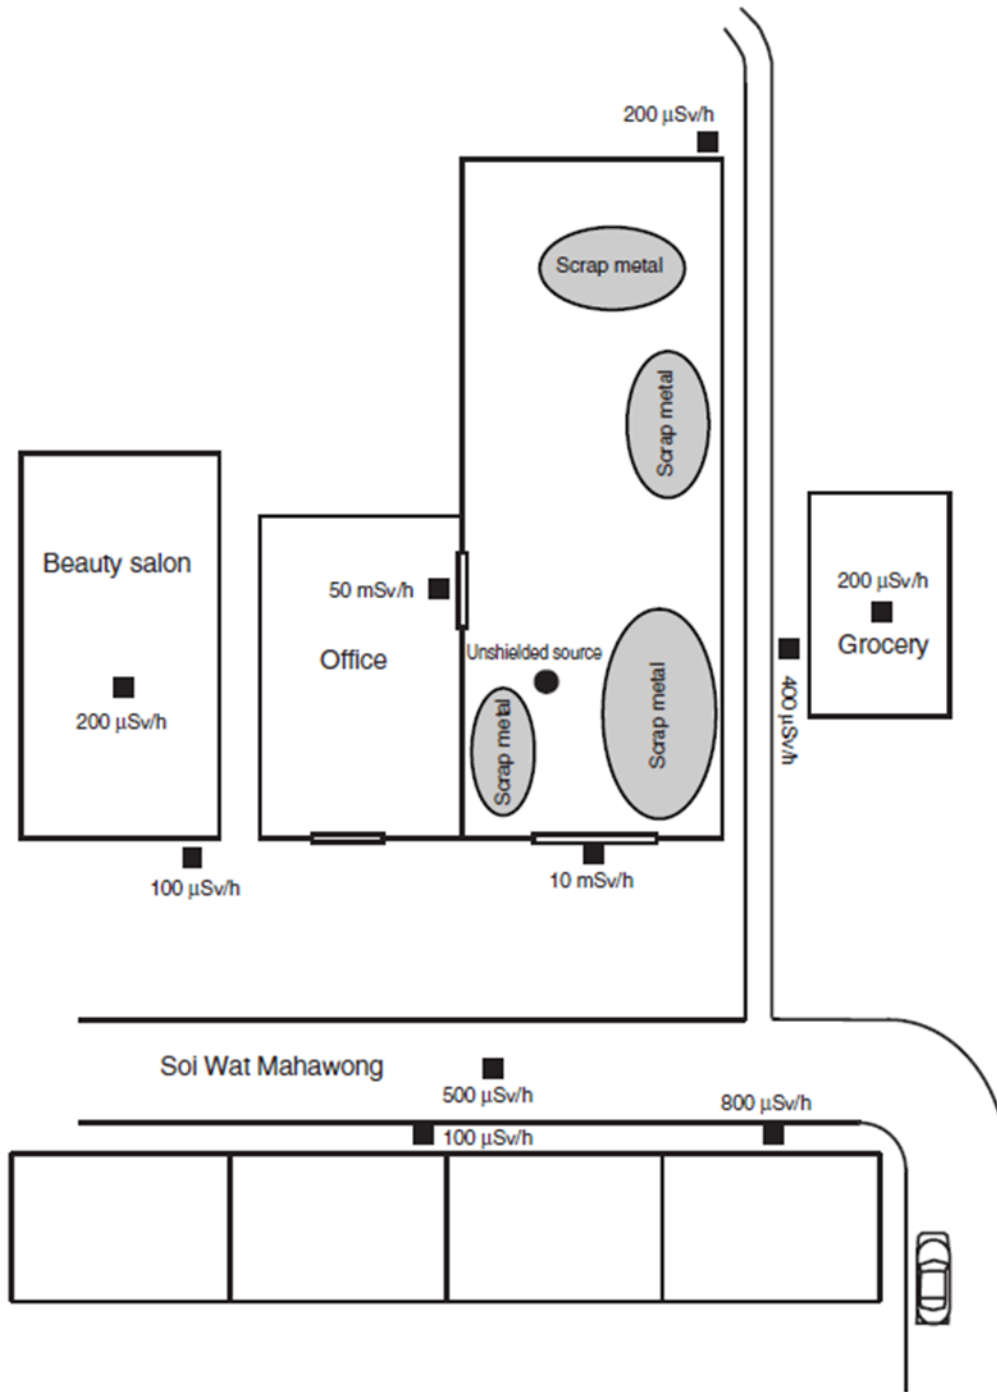 200 μSv/h
Scrap metal
Scrap metal
Beauty salon
50 mSv/h
200 μSv/h
Office
Unshielded source
Grocery
Scrap metal
Scrap metal
400 μSv/h
200 μSv/h
100 μSv/h
10 mSv/h
Soi Wat Mahawong
500 μSv/h
800 μSv/h
100 μSv/h